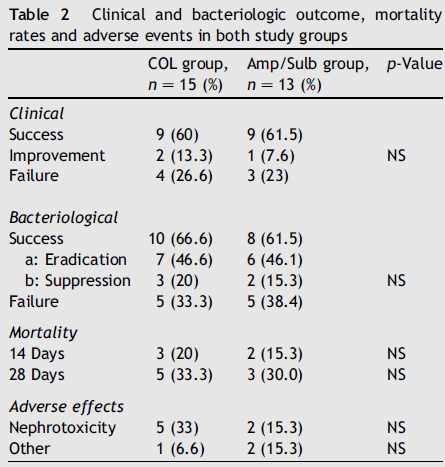 Table 2 Clinical and bacteriologic outcome, mortality
rates and adverse events in both study groups
COL group, Amp/Sulb group, p-Value
n = 15 (%) n = 13 (%)
Clinical
Success 9 (60) 9 (61.5)
Improvement 2 (13.3) 1 (7.6) NS
Failure 4 (26.6) 3 (23)
Bacteriological
Success 10 (66.6) 8 (61.5)
a: Eradication 7 (46.6) 6 (46.1)
b: Suppression 3 (20) 2 (15.3) NS
Failure 5 (33.3) 5 (38.4)
Mortality
14 Days 3 (20) 2 (15.3) NS
28 Days 5 (33.3) 3 (30.0) NS
Adverse effects
Nephrotoxicity 5 (33) 2 (15.3) NS
Other 1 (6.6) 2 (15.3) NS